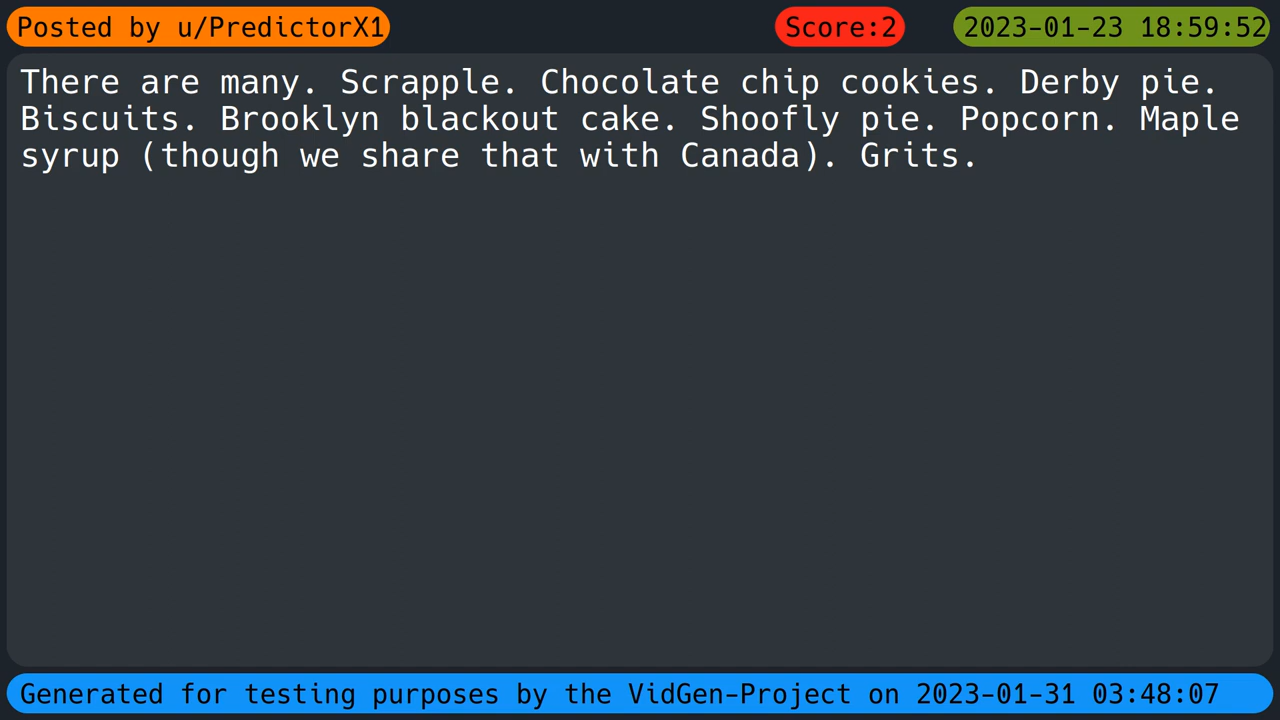 Posted by u/PredictorX1
Score:2
2023-01-23 18:59:52
There are many. Scrapple. Chocolate chip cookies. Derby pie.
Biscuits. Brooklyn blackout cake. Shoofly pie. Popcorn. Maple
syrup (though we share that with Canada). Grits.
Generated for testing purposes by the VidGen-Project on 2023-01-31 03:48:07